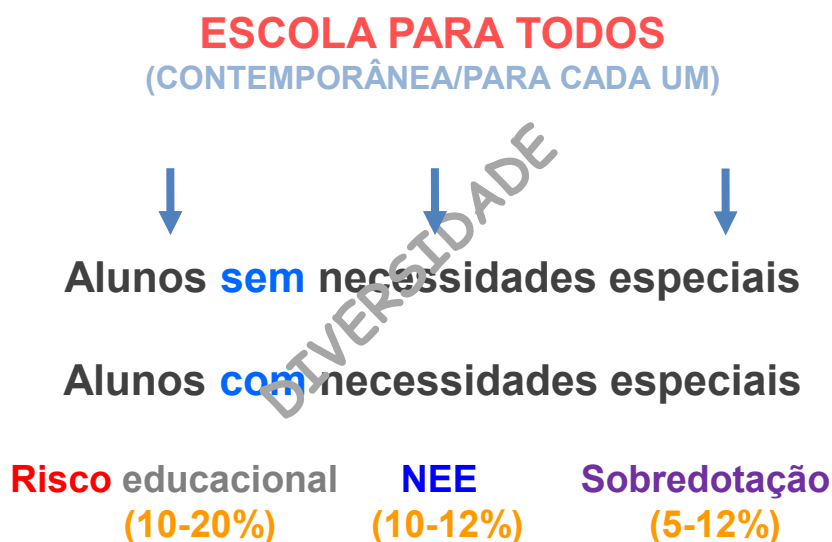 ESCOLA PARA TODOS
(CONTEMPORÂNEA/PARA CADA UM)
DIVERSIDADE
Alunos sem necessidades especiais
Alunos com necessidades especiais
Risco educacional NEE Sobredotação
(10-20%) (10-12%) (5-12%)